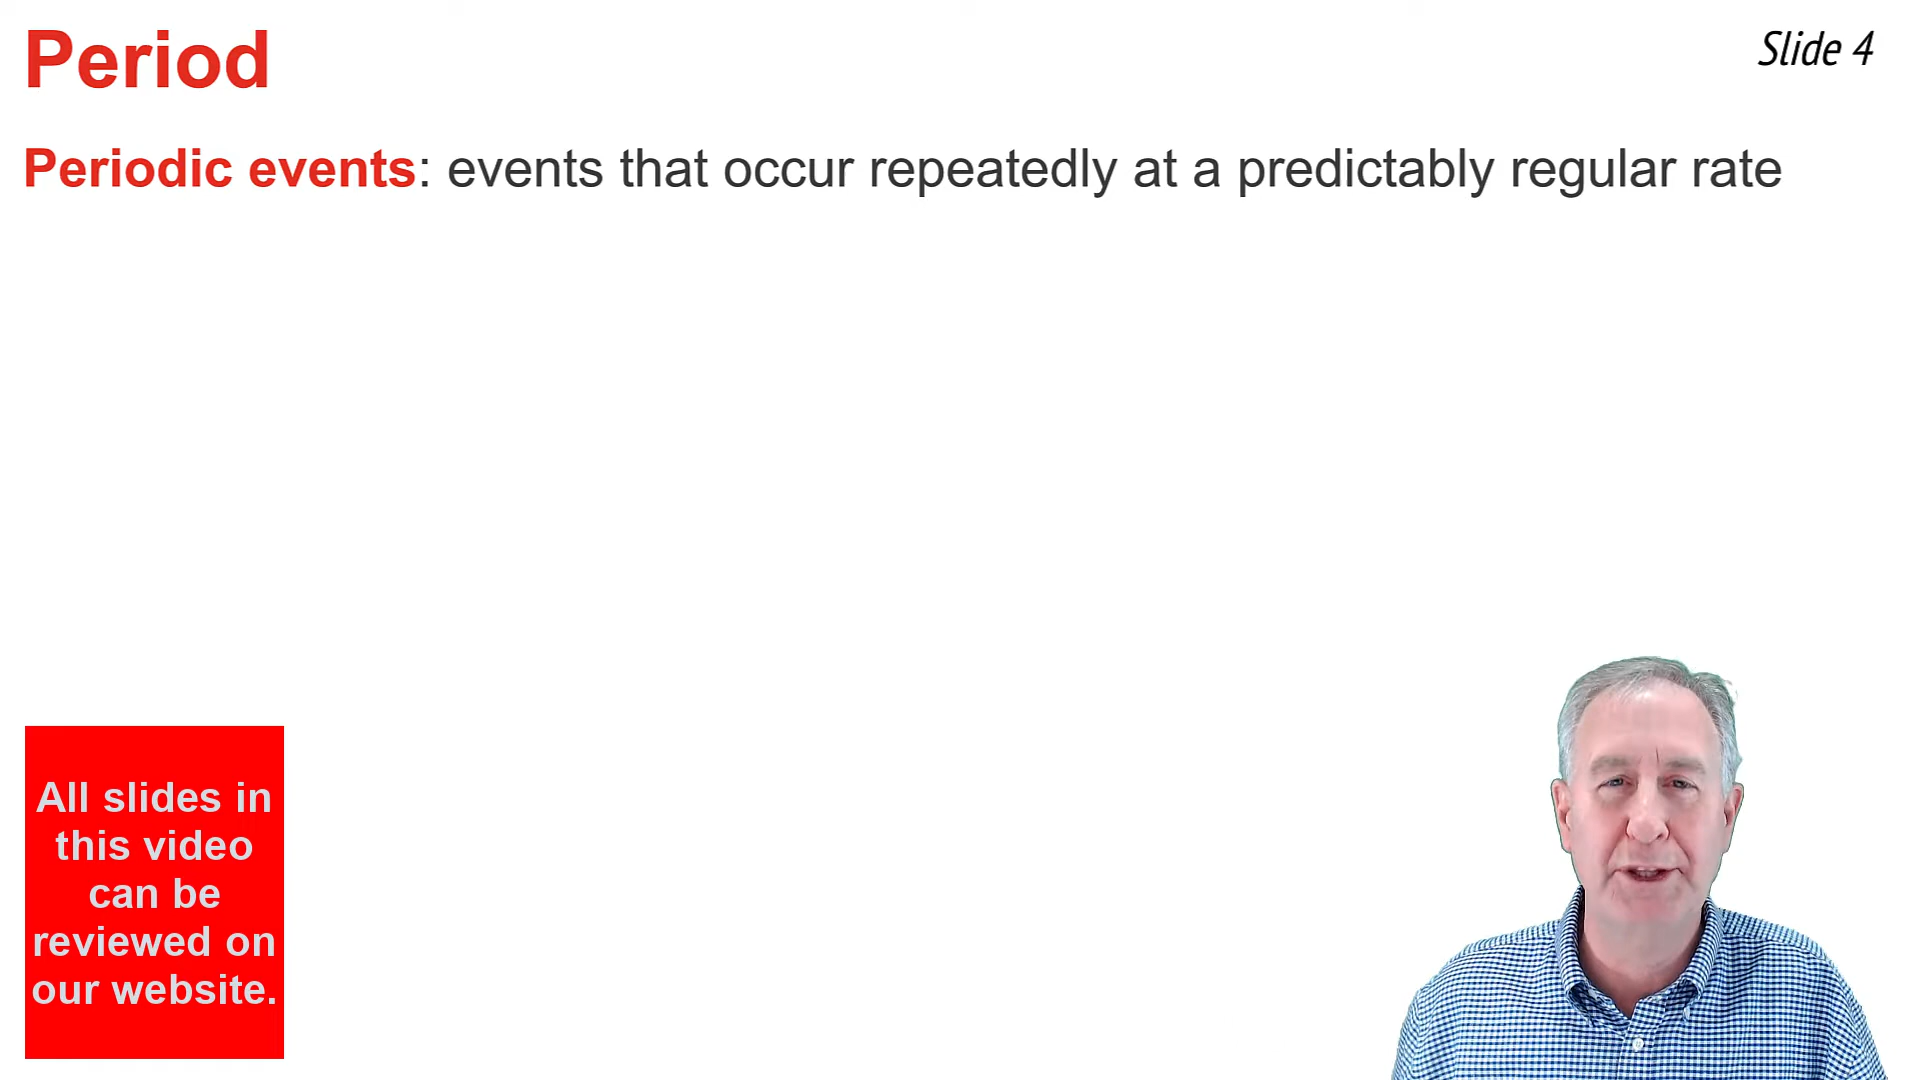 Period
Slide 4
Periodic events: events that occur repeatedly at a predictably regular rate
All slides in
this video
can be
reviewed on
our website.